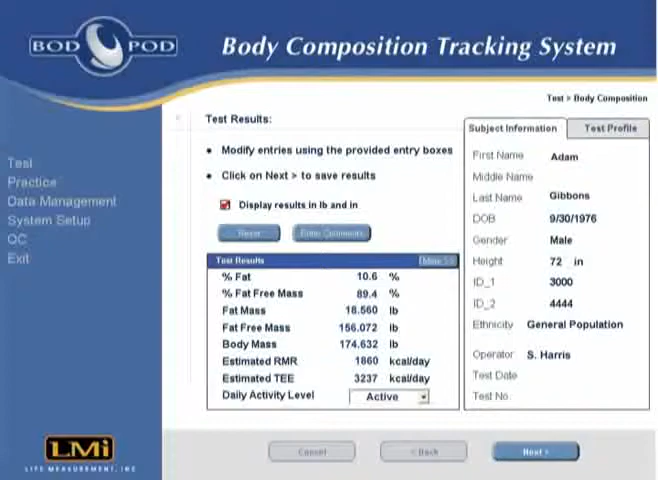 BOD POD
Body Composition Tracking System
Test > Body Composition
Test Results:
• Modify entries using the provided entry boxes
• Click on Next > to save results
Display results in lb and in
Reset
Enter Comments
Test Results
More >>
% Fat 10.6 %
% Fat Free Mass 89.4 %
Fat Mass 18.560 lb
Fat Free Mass 156.072 lb
Body Mass 174.632 lb
Estimated RMR 1860 kcal/day
Estimated TEE 3237 kcal/day
Daily Activity Level Active
Subject Information
Test Profile
First Name Adam
Middle Name
Last Name Gibbons
DOB 9/30/1976
Gender Male
Height 72 in
ID_1 3000
ID_2 4444
Ethnicity General Population
Operator S. Harris
Test Date
Test No.
Test
Practice
Data Management
System Setup
QC
Exit
LMi
LIFE MEASUREMENT, INC
Cancel
< Back
Next >